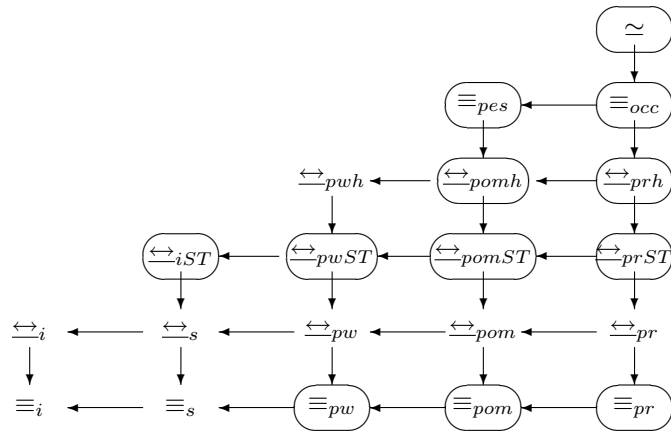 ≃
≡pes ≡occ
↔pwh ↔pomh ↔prh
↔iST ↔pwST ↔pomST ↔prST
↔i ↔s ↔pw ↔pom ↔pr
≡i ≡s ≡pw ≡pom ≡pr